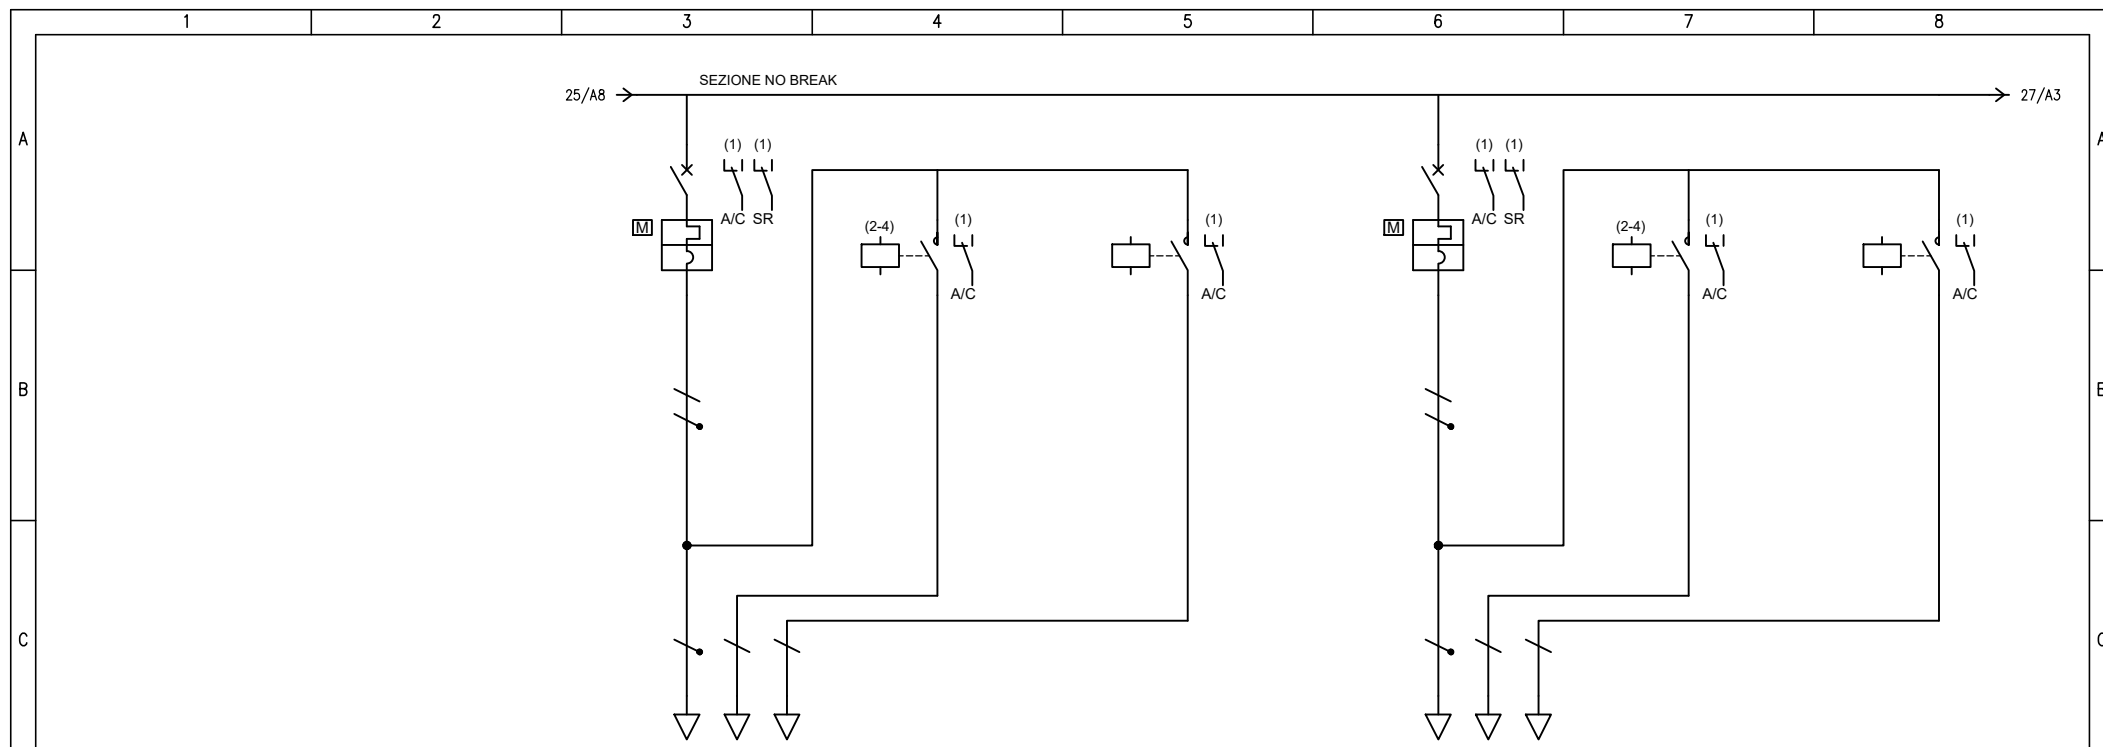 1 2 3 4 5 6 7 8
SEZIONE NO BREAK
25/A8 27/A3
A A
(1) (1) (1) (1)
A/C SR A/C SR
M M
(2-4) (1) (1) (2-4) (1) (1)
A/C A/C A/C A/C
B
C